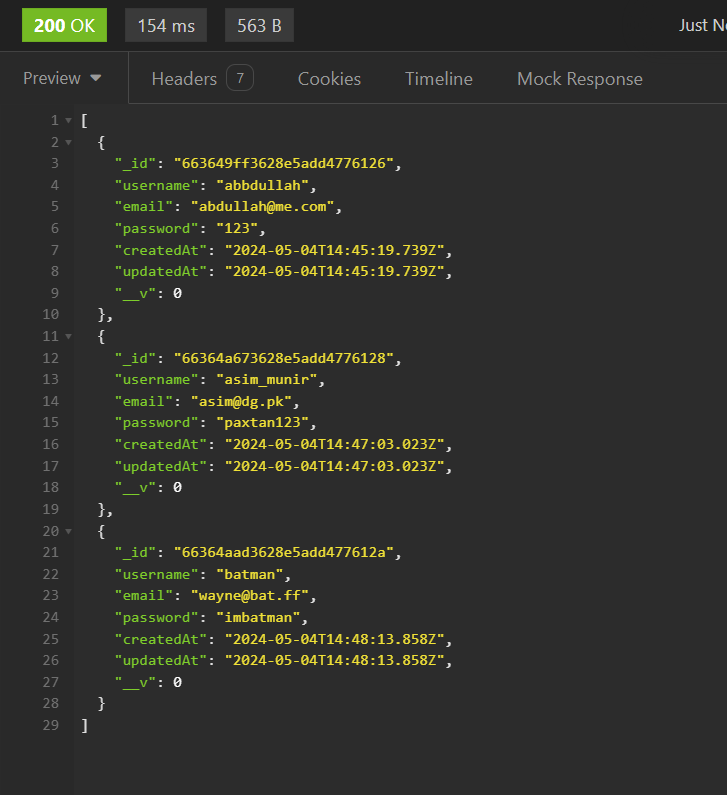 200 OK 154 ms 563 B Just
Preview Headers 7 Cookies Timeline Mock Response
1 [
2 {
3 "_id": "663649ff3628e5add4776126",
4 "username": "abbdullah",
5 "email": "abdullah@me.com",
6 "password": "123",
7 "createdAt": "2024-05-04T14:45:19.739Z",
8 "updatedAt": "2024-05-04T14:45:19.739Z",
9 "__v": 0
10 },
11 {
12 "_id": "66364a673628e5add4776128",
13 "username": "asim_munir",
14 "email": "asim@dg.pk",
15 "password": "paxtan123",
16 "createdAt": "2024-05-04T14:47:03.023Z",
17 "updatedAt": "2024-05-04T14:47:03.023Z",
18 "__v": 0
19 },
20 {
21 "_id": "66364aad3628e5add477612a",
22 "username": "batman",
23 "email": "wayne@bat.ff",
24 "password": "imbatman",
25 "createdAt": "2024-05-04T14:48:13.858Z",
26 "updatedAt": "2024-05-04T14:48:13.858Z",
27 "__v": 0
28 }
29 ]